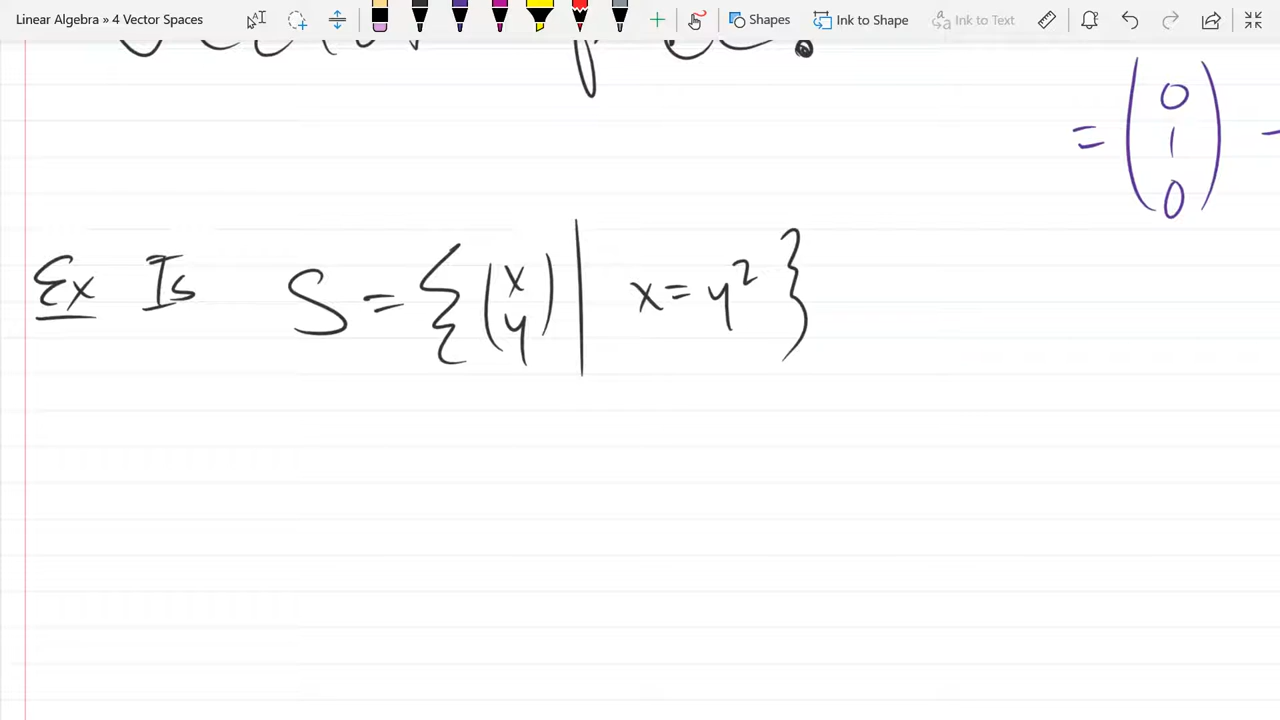 Linear Algebra » 4 Vector Spaces
Shapes
Ink to Shape
Ink to Text
= (0 1 0)
Ex Is S = { (x y) | x = y² }